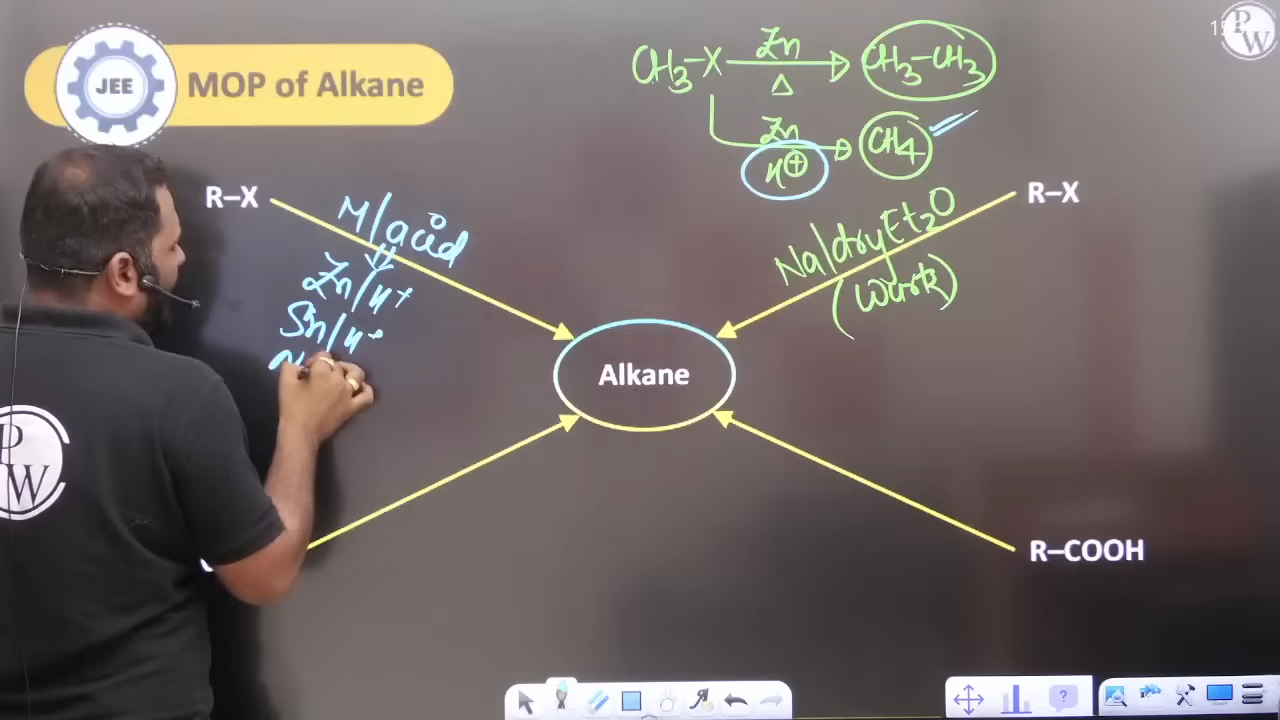 JEE MOP of Alkane
CH3-X Zn Δ CH3-CH3
Zn H⊕ CH4
PW
R–X
M/acid
Zn/H+
Sn/H+
R–X
Na/dry Et2O
(Wurtz)
Alkane
R–COOH
PW